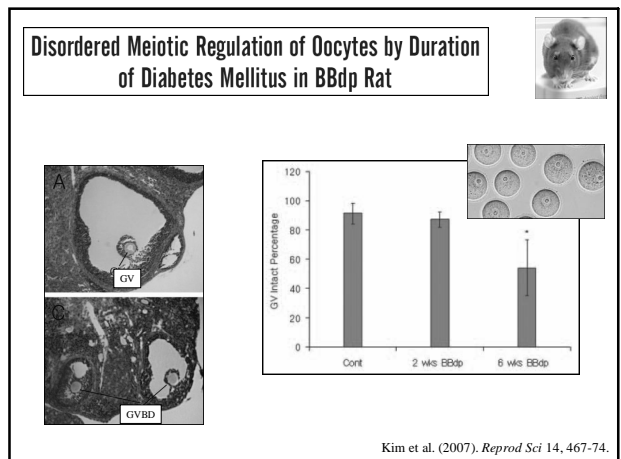 Disordered Meiotic Regulation of Oocytes by Duration
of Diabetes Mellitus in BBdp Rat
A
GV
C
GVBD
GV Intact Percentage
120
100
80
60
40
20
0
*
Cont
2 wks BBdp
6 wks BBdp
Kim et al. (2007). Reprod Sci 14, 467-74.